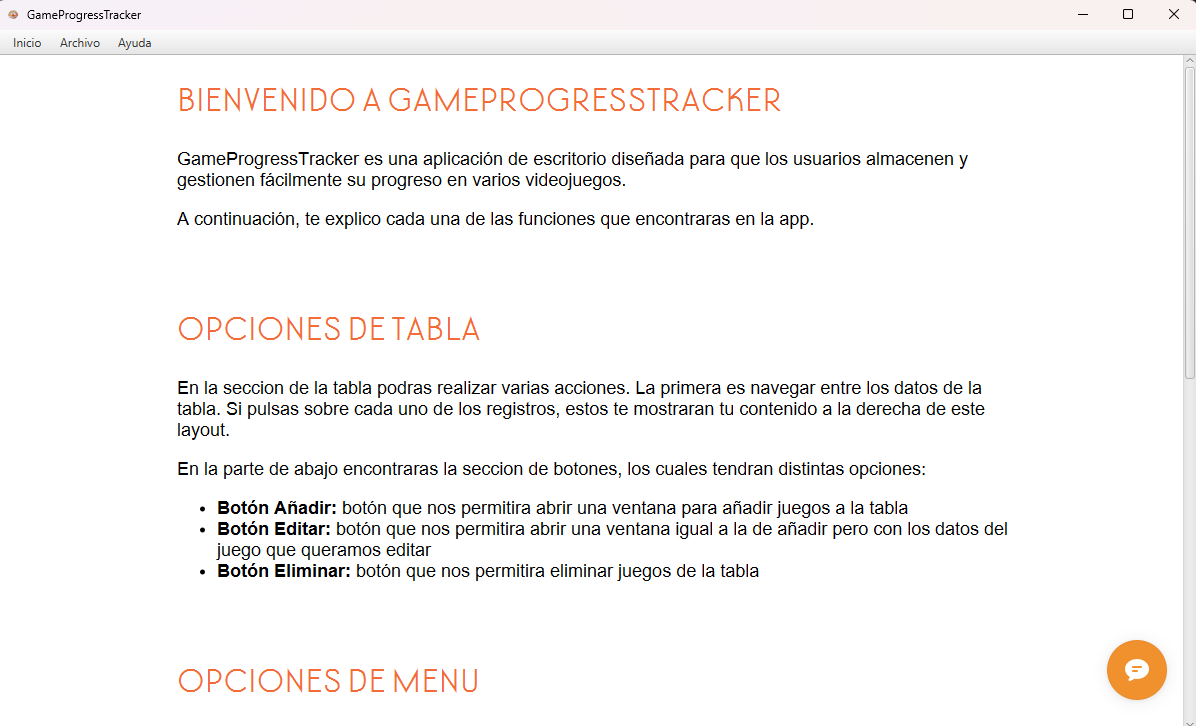 GameProgressTracker
Inicio Archivo Ayuda
BIENVENIDO A GAMEPROGRESSTRACKER
GameProgressTracker es una aplicación de escritorio diseñada para que los usuarios almacenen y
gestionen fácilmente su progreso en varios videojuegos.
A continuación, te explico cada una de las funciones que encontraras en la app.
OPCIONES DE TABLA
En la seccion de la tabla podras realizar varias acciones. La primera es navegar entre los datos de la
tabla. Si pulsas sobre cada uno de los registros, estos te mostraran tu contenido a la derecha de este
layout.
En la parte de abajo encontraras la seccion de botones, los cuales tendran distintas opciones:
• Botón Añadir: botón que nos permitira abrir una ventana para añadir juegos a la tabla
• Botón Editar: botón que nos permitira abrir una ventana igual a la de añadir pero con los datos del
juego que queramos editar
• Botón Eliminar: botón que nos permitira eliminar juegos de la tabla
OPCIONES DE MENU